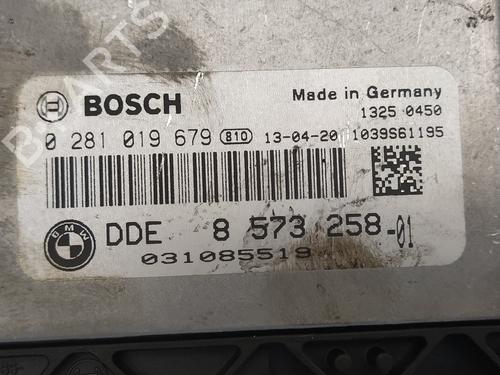 BOSCH
Made in Germany
1325 0450
0 281 019 679 810 13-04-20 1039S61195
BMW
DDE 8 573 258-01
031085519